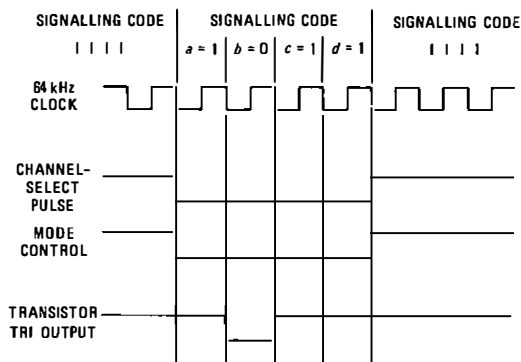 SIGNALLING CODE
1 1 1 1
SIGNALLING CODE
a = 1 b = 0 c = 1 d = 1
SIGNALLING CODE
1 1 1 1
64 kHz
CLOCK
CHANNEL-
SELECT
PULSE
MODE
CONTROL
TRANSISTOR
TR1 OUTPUT